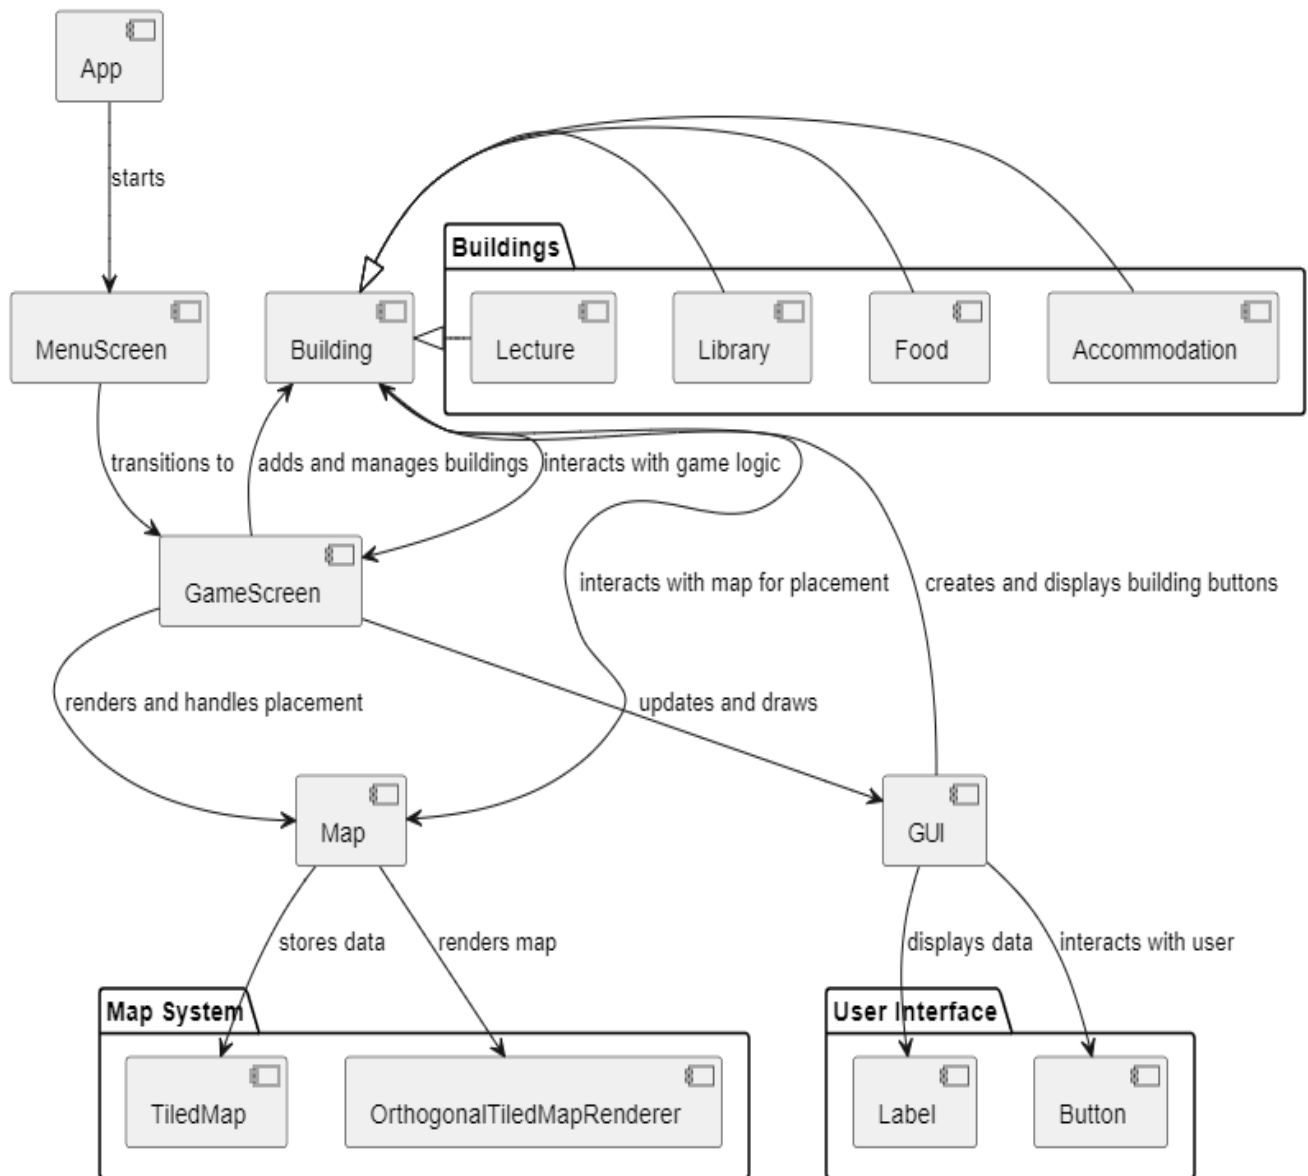 App
starts
Buildings
MenuScreen
Building
Lecture
Library
Food
Accommodation
transitions to
adds and manages buildings
interacts with game logic
GameScreen
interacts with map for placement
creates and displays building buttons
renders and handles placement
updates and draws
Map
GUI
stores data
renders map
displays data
interacts with user
Map System
User Interface
TiledMap
OrthogonalTiledMapRenderer
Label
Button